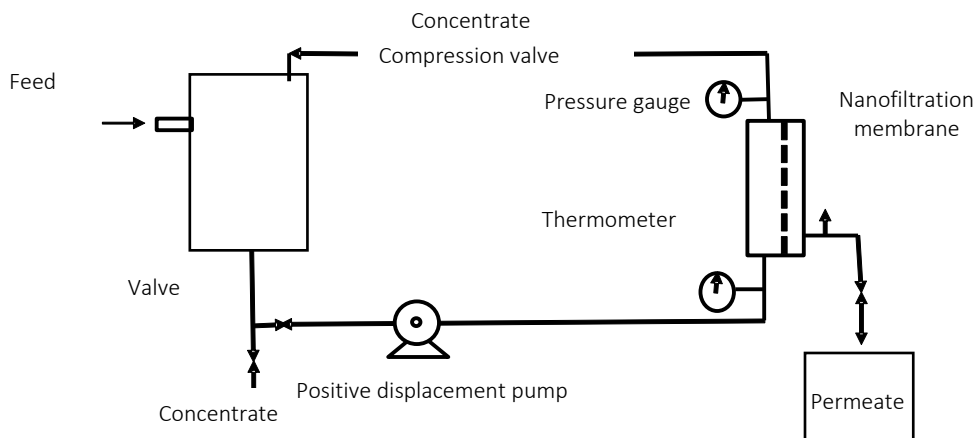 Concentrate
Compression valve
Feed
Pressure gauge
Nanofiltration
membrane
Thermometer
Valve
Positive displacement pump
Concentrate
Permeate